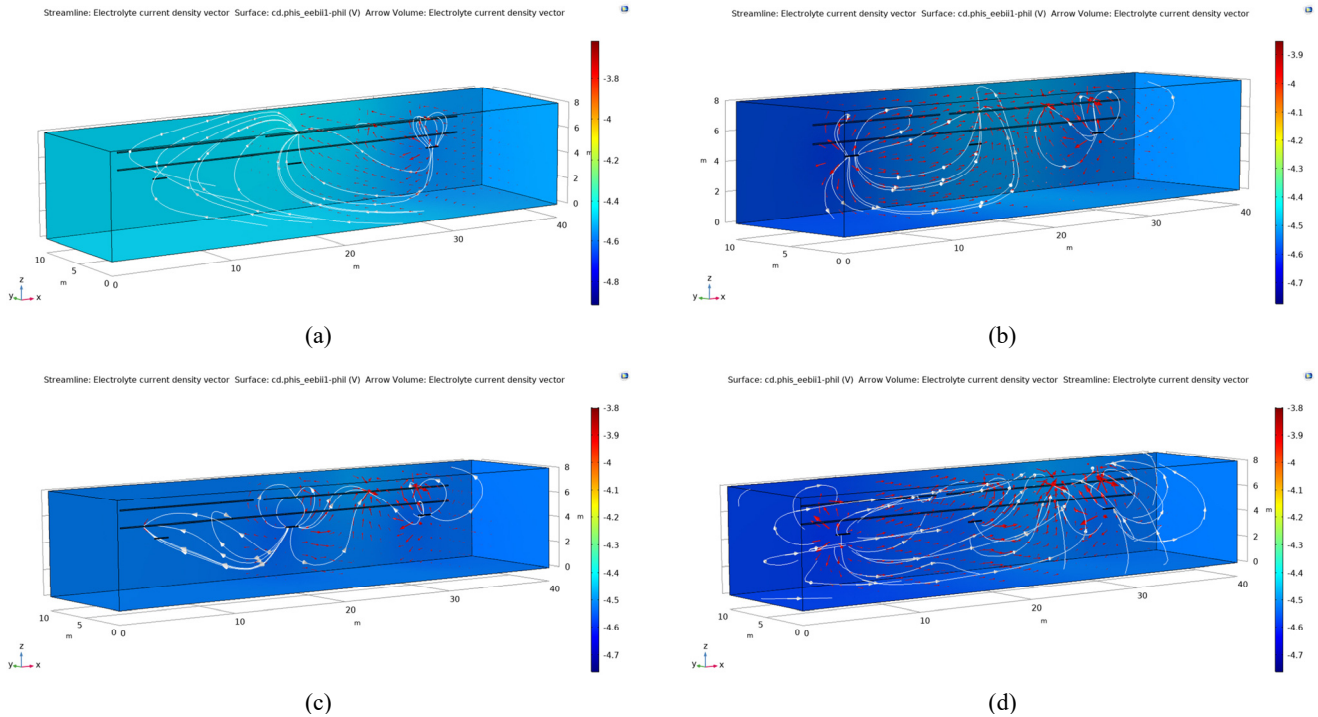 Streamline: Electrolyte current density vector Surface: cd.phis_eebii1-phil (V) Arrow Volume: Electrolyte current density vector
-3.8
-4
-4.2
-4.4
-4.6
-4.8
8
6
4 m
2
0
40
30
20
m
10
0 0
10
5
m
z
y x
(a)
Streamline: Electrolyte current density vector Surface: cd.phis_eebii1-phil (V) Arrow Volume: Electrolyte current density vector
-3.9
-4
-4.1
-4.2
-4.3
-4.4
-4.5
-4.6
-4.7
8
6
m 4
2
0
10
5
m
0 0
10
20
m
30
40
z
y x
(b)
Streamline: Electrolyte current density vector Surface: cd.phis_eebii1-phil (V) Arrow Volume: Electrolyte current density vector
-3.8
-3.9
-4
-4.1
-4.2
-4.3
-4.4
-4.5
-4.6
-4.7
8
6
4 m
2
0
40
30
20
m
10
0 0
10
5
m
z
y x
(c)
Surface: cd.phis_eebii1-phil (V) Arrow Volume: Electrolyte current density vector Streamline: Electrolyte current density vector
-3.8
-3.9
-4
-4.1
-4.2
-4.3
-4.4
-4.5
-4.6
-4.7
8
6
4 m
2
0
40
30
20
m
10
0 0
10
5
m
z
y x
(d)